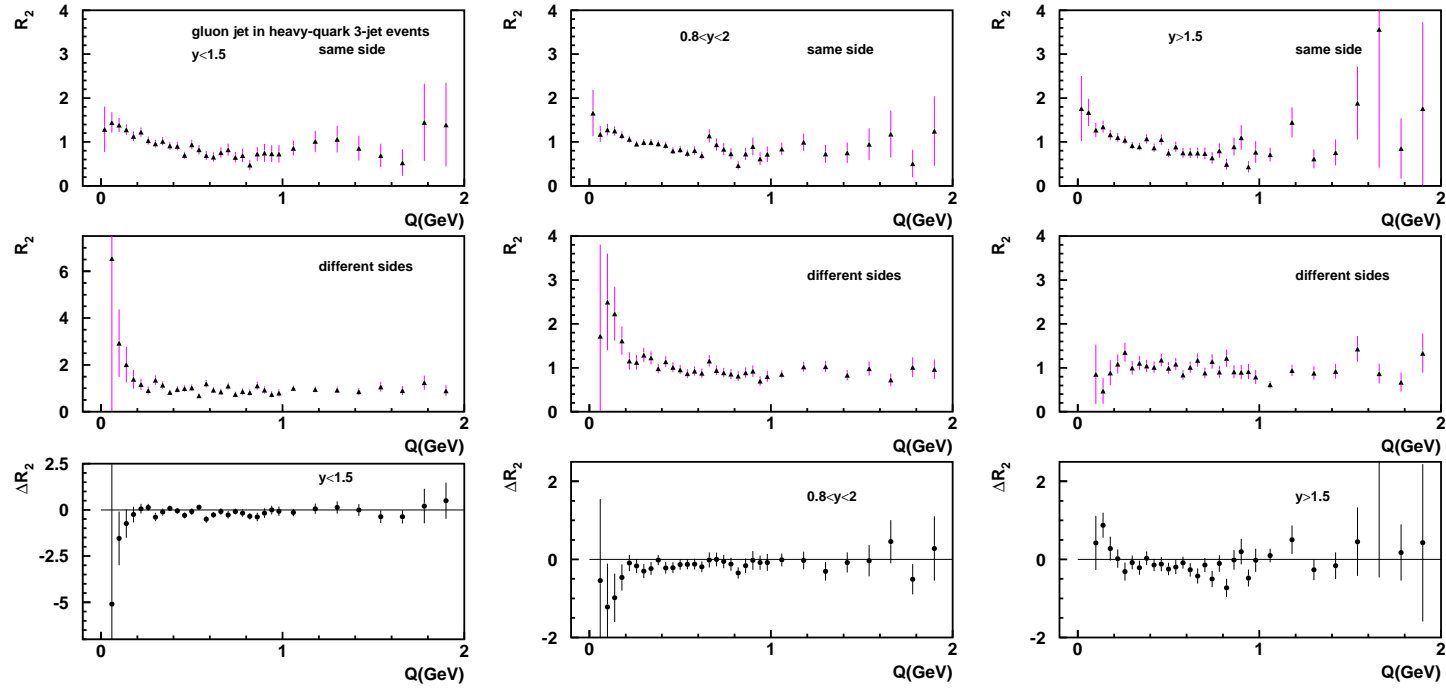 R2
4
3
2
1
0
gluon jet in heavy-quark 3-jet events
y<1.5
same side
0
1
2
Q(GeV)
R2
4
3
2
1
0
0.8<y<2
same side
0
1
2
Q(GeV)
R2
4
3
2
1
0
y>1.5
same side
0
1
2
Q(GeV)
R2
6
4
2
0
different sides
0
1
2
Q(GeV)
R2
4
3
2
1
0
different sides
0
1
2
Q(GeV)
R2
4
3
2
1
0
different sides
0
1
2
Q(GeV)
ΔR2
2.5
0
-2.5
-5
y<1.5
0
1
2
Q(GeV)
ΔR2
2
0
-2
0.8<y<2
0
1
2
Q(GeV)
ΔR2
2
0
-2
y>1.5
0
1
2
Q(GeV)